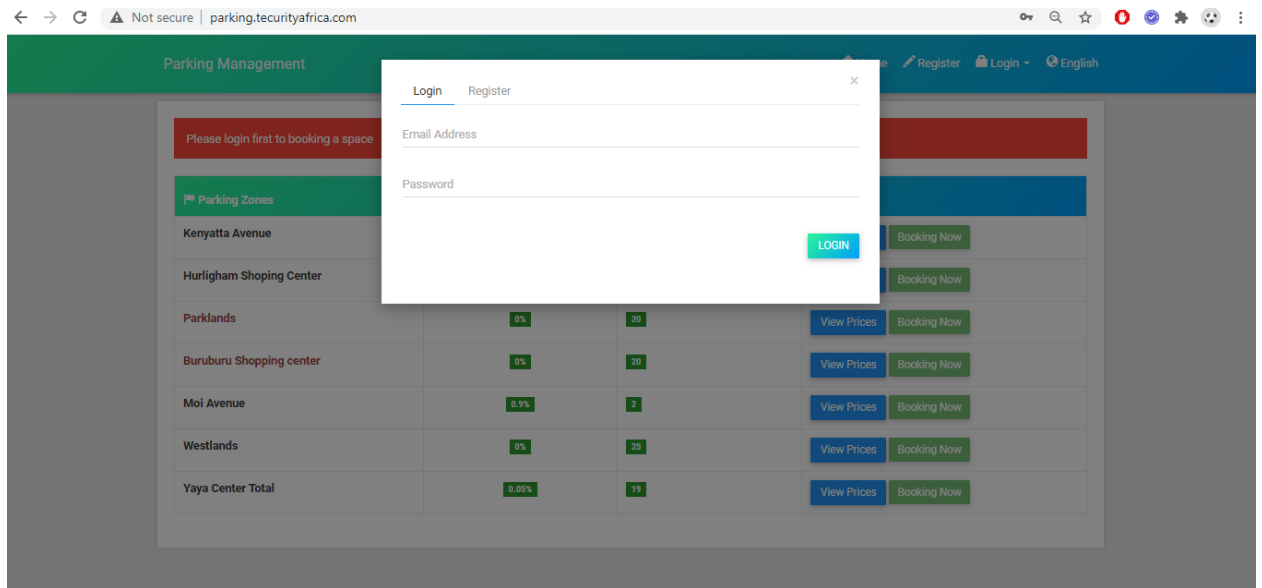 Not secure | parking.tecurityafrica.com
Parking Management
Register Login English
Login Register ×
Email Address
Please login first to booking a space
Password
Parking Zones
Kenyatta Avenue
LOGIN
Booking Now
Hurligham Shoping Center
Booking Now
Parklands 0% 20 View Prices Booking Now
Buruburu Shopping center 0% 20 View Prices Booking Now
Moi Avenue 0.9% 2 View Prices Booking Now
Westlands 0% 25 View Prices Booking Now
Yaya Center Total 0.05% 19 View Prices Booking Now